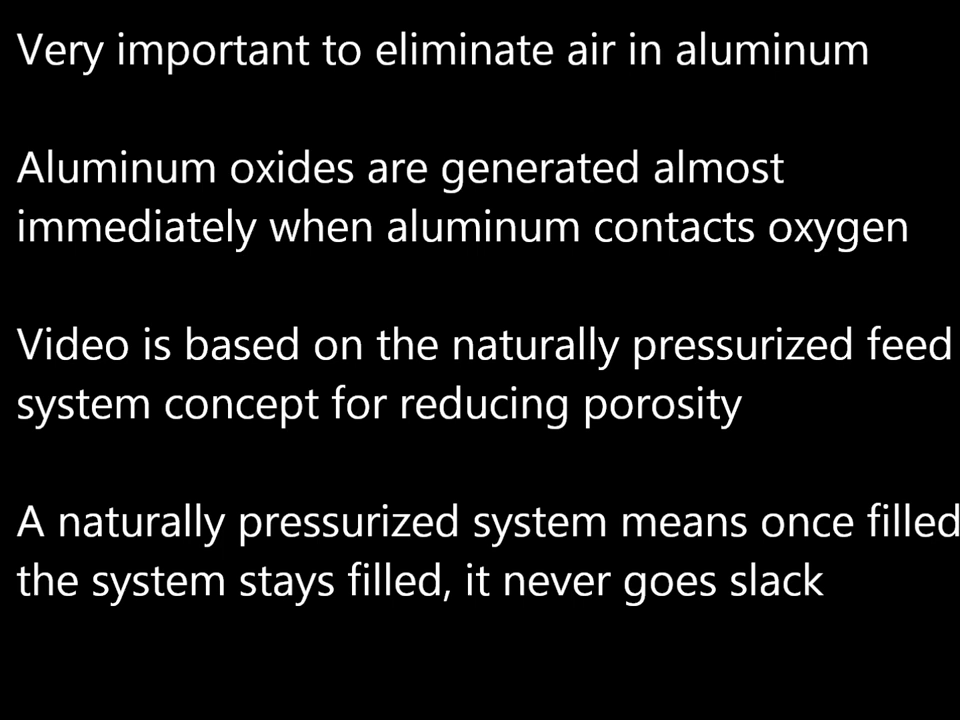 Very important to eliminate air in aluminum
Aluminum oxides are generated almost
immediately when aluminum contacts oxygen
Video is based on the naturally pressurized feed
system concept for reducing porosity
A naturally pressurized system means once filled
the system stays filled, it never goes slack